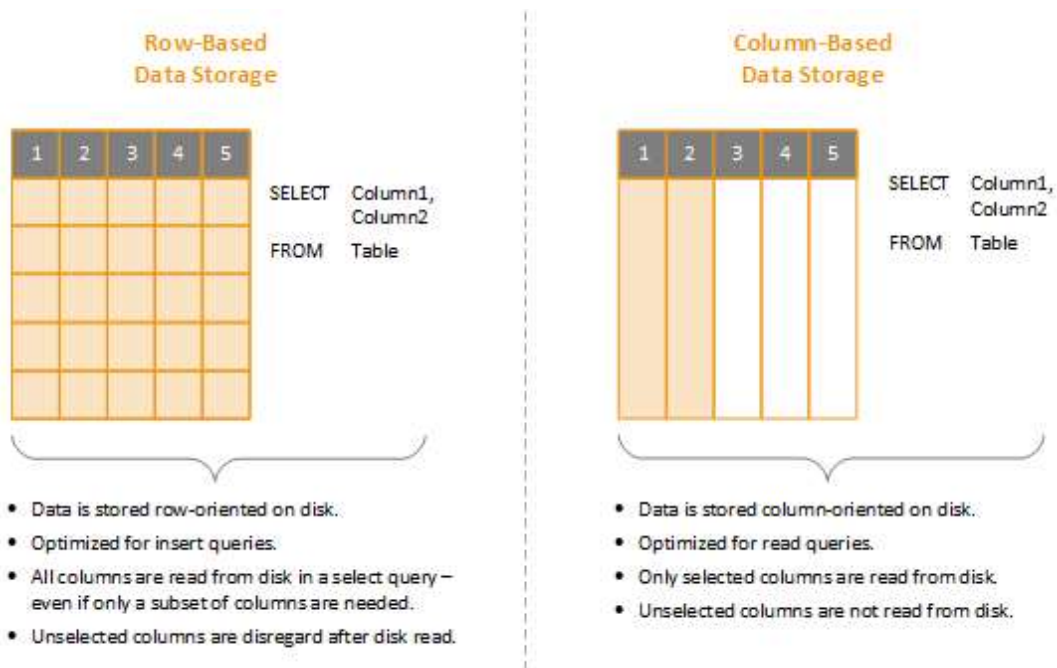 Row-Based
Data Storage
1 2 3 4 5
SELECT Column1,
Column2
FROM Table
• Data is stored row-oriented on disk.
• Optimized for insert queries.
• All columns are read from disk in a select query –
even if only a subset of columns are needed.
• Unselected columns are disregard after disk read.
Column-Based
Data Storage
1 2 3 4 5
SELECT Column1,
Column2
FROM Table
• Data is stored column-oriented on disk.
• Optimized for read queries.
• Only selected columns are read from disk.
• Unselected columns are not read from disk.